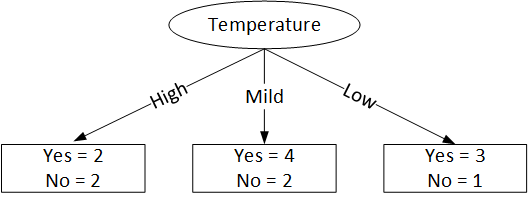 Temperature
High
Mild
Low
Yes = 2
No = 2
Yes = 4
No = 2
Yes = 3
No = 1